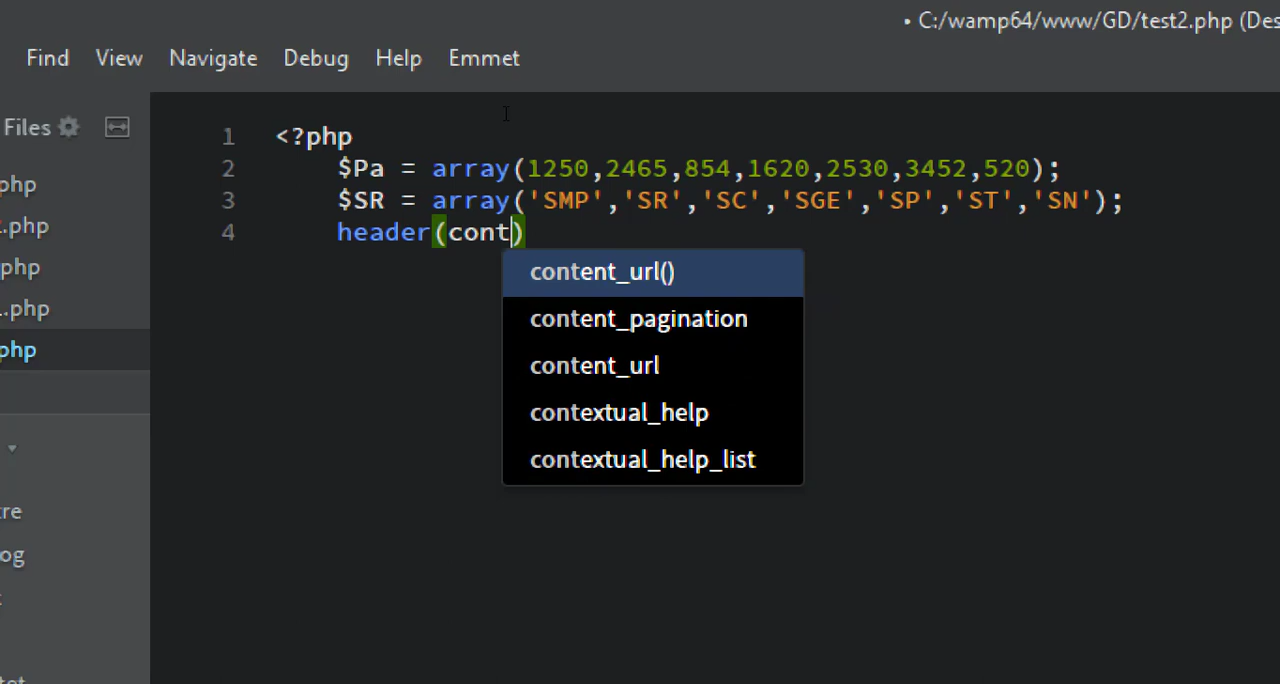 • C:/wamp64/www/GD/test2.php (Des
Find View Navigate Debug Help Emmet
Files
php
.php
php
.php
php
tre
og
1 <?php
2 $Pa = array(1250,2465,854,1620,2530,3452,520);
3 $SR = array('SMP','SR','SC','SGE','SP','ST','SN');
4 header(cont)
content_url()
content_pagination
content_url
contextual_help
contextual_help_list